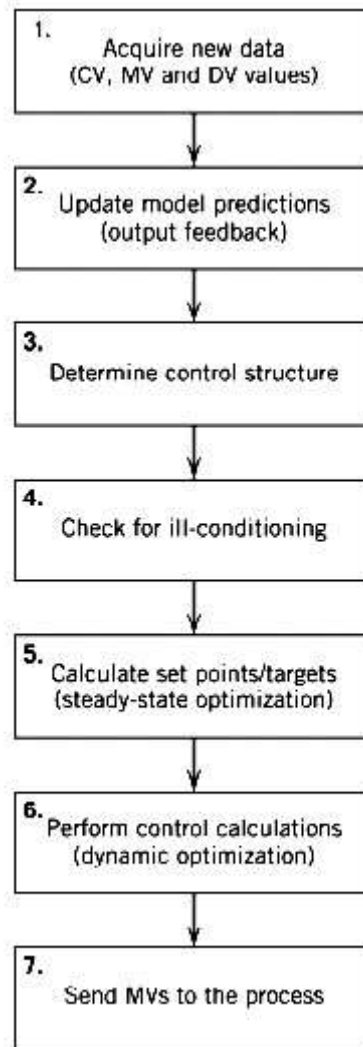 1.
Acquire new data
(CV, MV and DV values)
2.
Update model predictions
(output feedback)
3.
Determine control structure
4.
Check for ill-conditioning
5.
Calculate set points/targets
(steady-state optimization)
6.
Perform control calculations
(dynamic optimization)
7.
Send MVs to the process